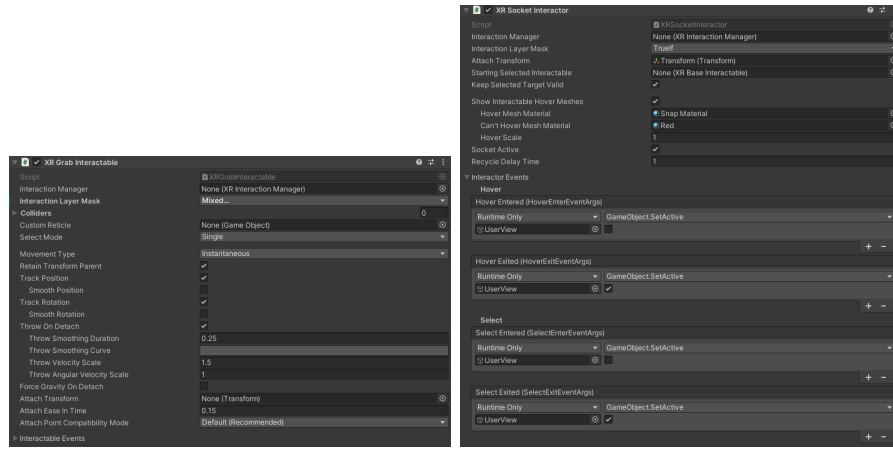 XR Grab Interactable
Script XRGrabInteractable
Interaction Manager None (XR Interaction Manager)
Interaction Layer Mask Mixed...
Colliders 0
Custom Reticle None (Game Object)
Select Mode Single
Movement Type Instantaneous
Retain Transform Parent
Track Position
Smooth Position
Track Rotation
Smooth Rotation
Throw On Detach
Throw Smoothing Duration 0.25
Throw Smoothing Curve
Throw Velocity Scale 1.5
Throw Angular Velocity Scale 1
Force Gravity On Detach
Attach Transform None (Transform)
Attach Ease In Time 0.15
Attach Point Compatibility Mode Default (Recommended)
Interactable Events
XR Socket Interactor
Script XRSocketInteractor
Interaction Manager None (XR Interaction Manager)
Interaction Layer Mask Truelf
Attach Transform Transform (Transform)
Starting Selected Interactable None (XR Base Interactable)
Keep Selected Target Valid
Show Interactable Hover Meshes
Hover Mesh Material Snap Material
Can't Hover Mesh Material Red
Hover Scale 1
Socket Active
Recycle Delay Time 1
Interactor Events
Hover
Hover Entered (HoverEnterEventArgs)
Runtime Only GameObject.SetActive
UserView
Hover Exited (HoverExitEventArgs)
Runtime Only GameObject.SetActive
UserView
Select
Select Entered (SelectEnterEventArgs)
Runtime Only GameObject.SetActive
UserView
Select Exited (SelectExitEventArgs)
Runtime Only GameObject.SetActive
UserView